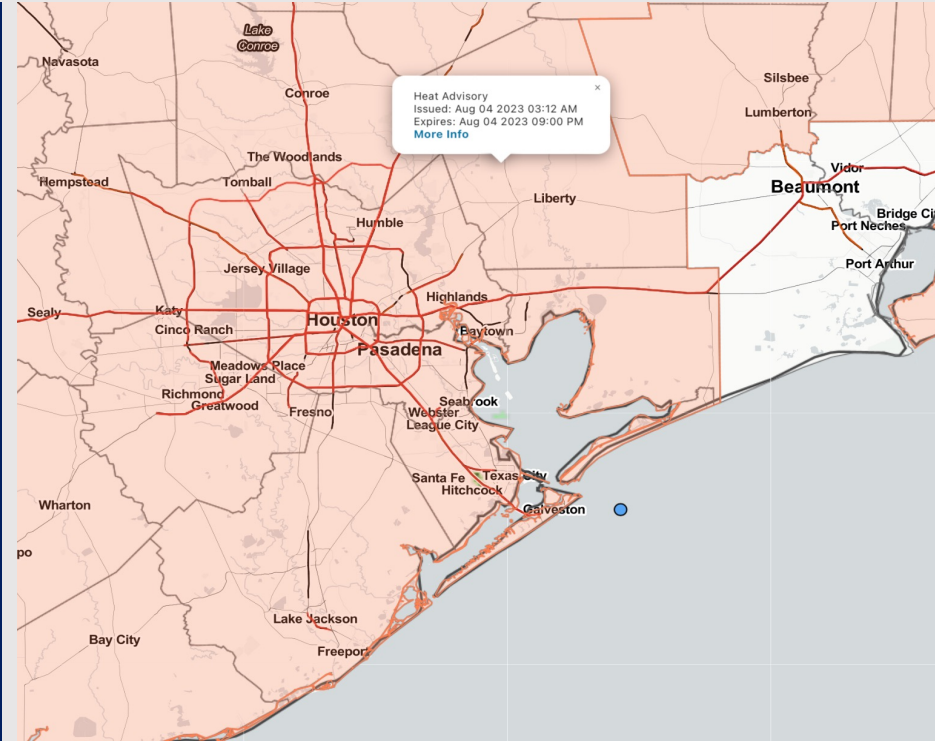 Lake
Conroe
Navasota
Silsbee
Conroe
Heat Advisory
Issued: Aug 04 2023 03:12 AM
Expires: Aug 04 2023 09:00 PM
More Info
×
Lumberton
The Woodlands
Vidor
Hempstead
Tomball
Beaumont
Liberty
Bridge Cit
Humble
Port Neches
Jersey Village
Port Arthur
Highlands
Sealy
Katy
Houston
Cinco Ranch
Baytown
Pasadena
Meadows Place
Sugar Land
Richmond
Greatwood
Seabrook
Fresno
Webster
League City
Santa Fe
Texas City
Hitchcock
Wharton
Galveston
po
Lake Jackson
Bay City
Freeport